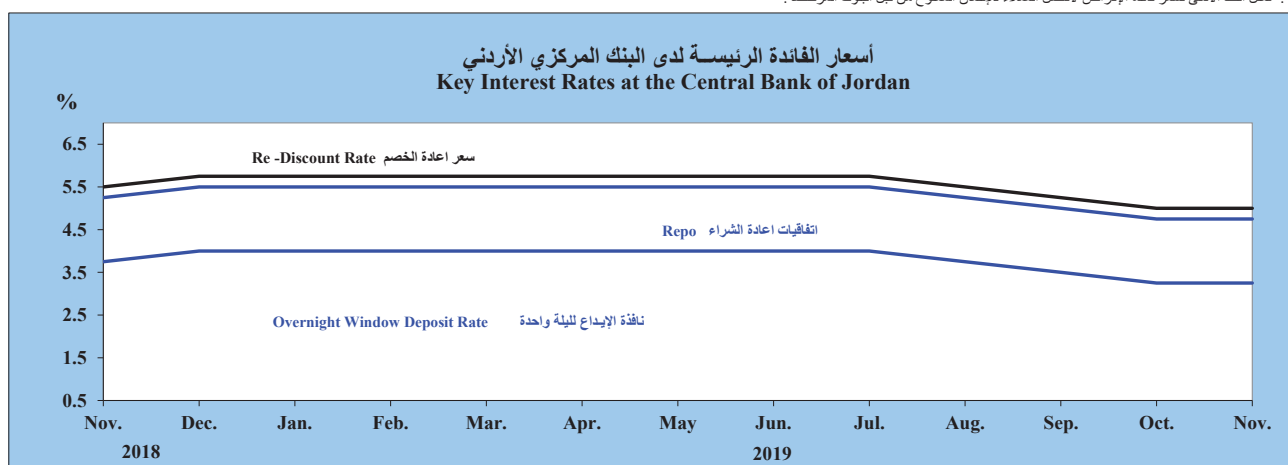 أسعار الفائدة الرئيســة لدى البنك المركزي الأردني
Key Interest Rates at the Central Bank of Jordan
%
6.5
Re -Discount Rate سعر اعادة الخصم
5.5
4.5
Repo اتفاقيات اعادة الشراء
3.5
2.5
Overnight Window Deposit Rate نافذة الإيـداع لليلة واحدة
1.5
0.5
Nov. Dec. Jan. Feb. Mar. Apr. May Jun. Jul. Aug. Sep. Oct. Nov.
2018 2019